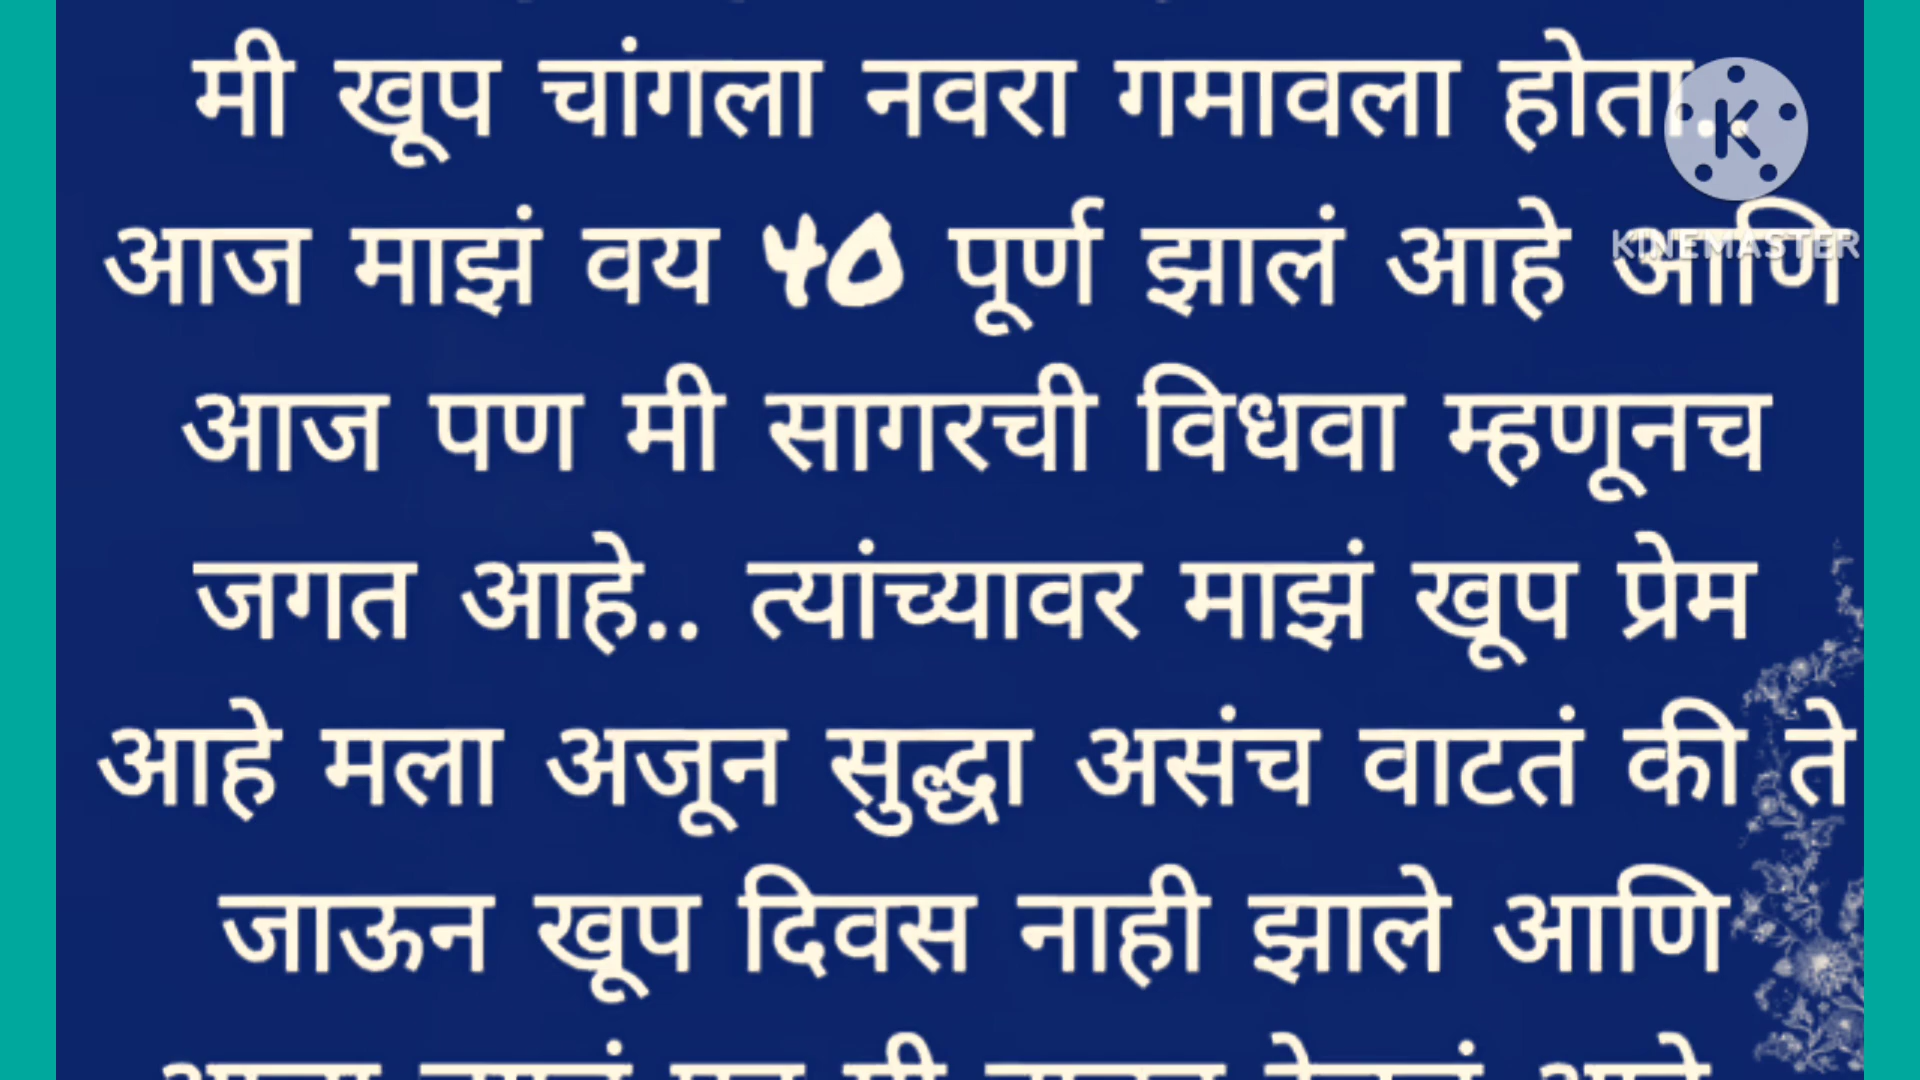 मी खूप चांगला नवरा गमावला होता..
आज माझं वय 40 पूर्ण झालं आहे आणि
आज पण मी सागरची विधवा म्हणूनच
जगत आहे.. त्यांच्यावर माझं खूप प्रेम
आहे मला अजून सुद्धा असंच वाटतं की ते
जाऊन खूप दिवस नाही झाले आणि
K
KINEMASTER